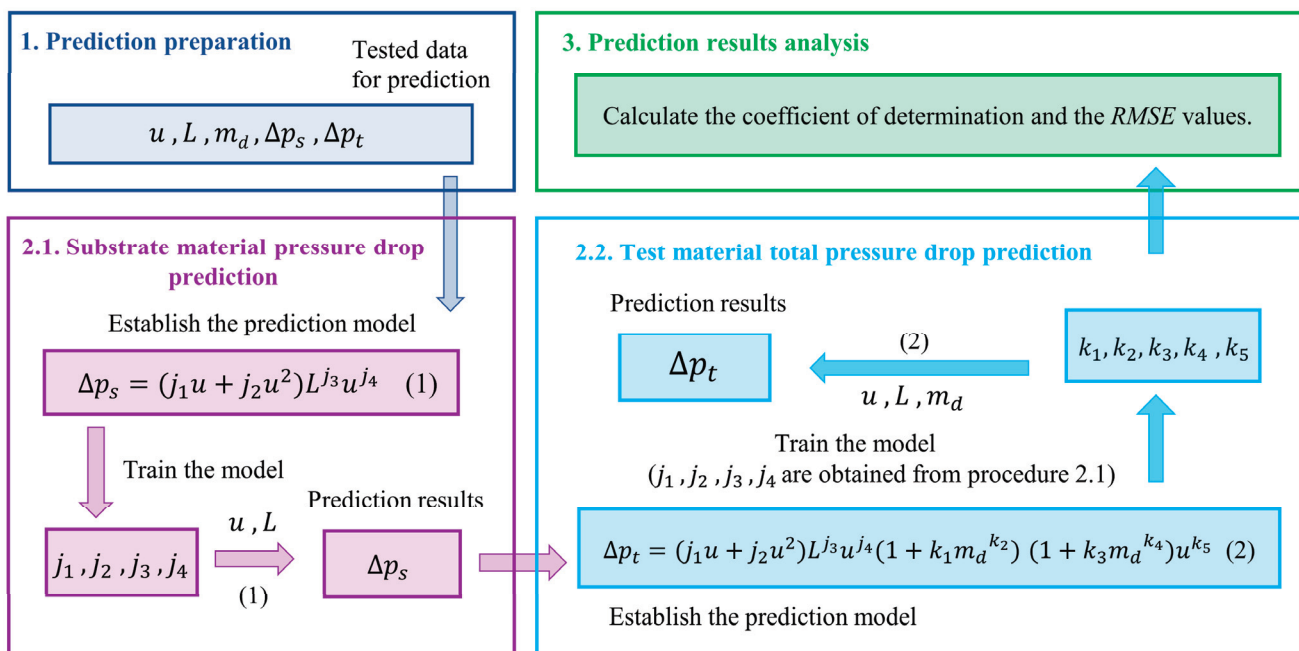 1. Prediction preparation
Tested data
for prediction
u , L , m_d , Δp_s , Δp_t
2.1. Substrate material pressure drop
prediction
Establish the prediction model
Δp_s = (j_1u + j_2u^2)L^{j_3}u^{j_4} (1)
Train the model
j_1 , j_2 , j_3 , j_4
u , L
(1)
Prediction results
Δp_s
3. Prediction results analysis
Calculate the coefficient of determination and the RMSE values.
2.2. Test material total pressure drop prediction
Prediction results
Δp_t
(2)
u , L , m_d
k_1, k_2, k_3, k_4 , k_5
Train the model
(j_1 , j_2 , j_3 , j_4 are obtained from procedure 2.1)
Δp_t = (j_1u + j_2u^2)L^{j_3}u^{j_4}(1 + k_1m_d^{k_2}) (1 + k_3m_d^{k_4})u^{k_5} (2)
Establish the prediction model